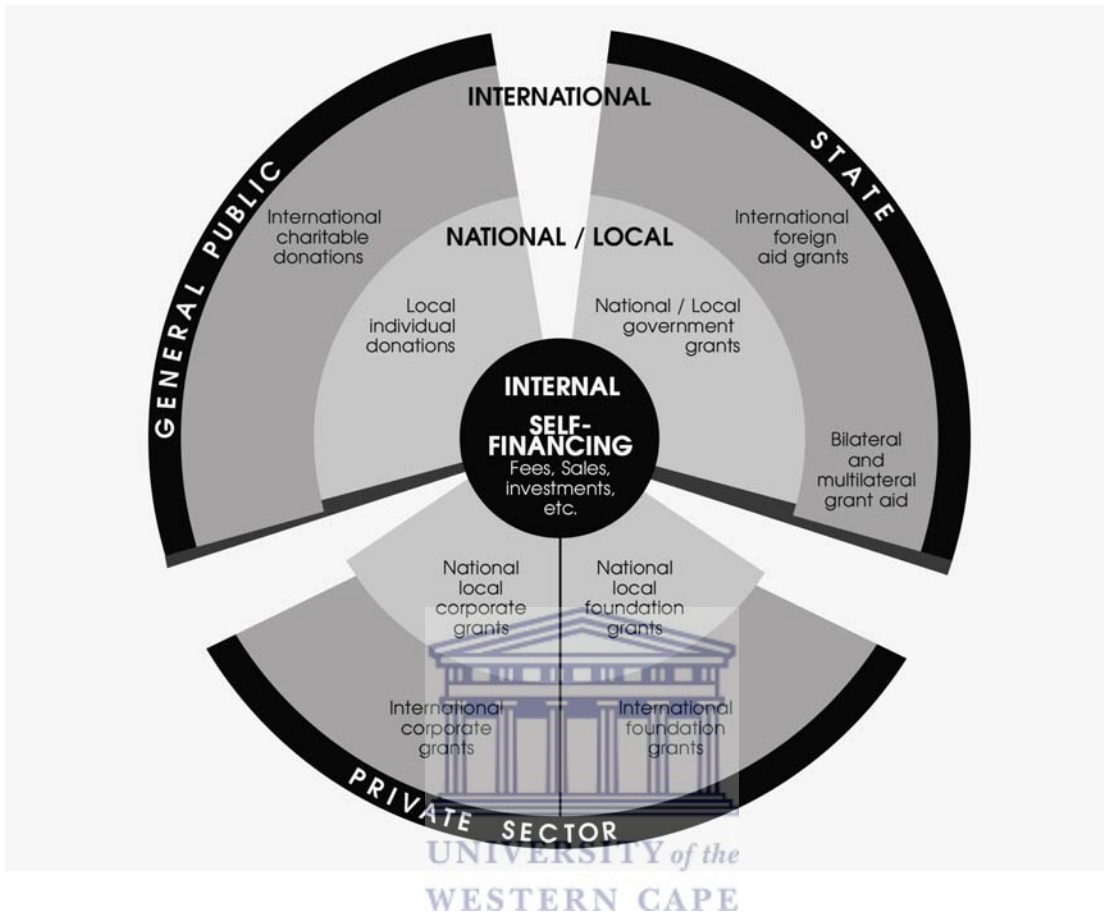 INTERNATIONAL
GENERAL PUBLIC
STATE
International
charitable
donations
International
foreign
aid grants
NATIONAL / LOCAL
Local
individual
donations
National / Local
government
grants
INTERNAL
SELF-
FINANCING
Fees, Sales,
investments,
etc.
Bilateral
and
multilateral
grant aid
National
local
corporate
grants
National
local
foundation
grants
International
corporate
grants
International
foundation
grants
PRIVATE SECTOR
UNIVERSITY of the
WESTERN CAPE